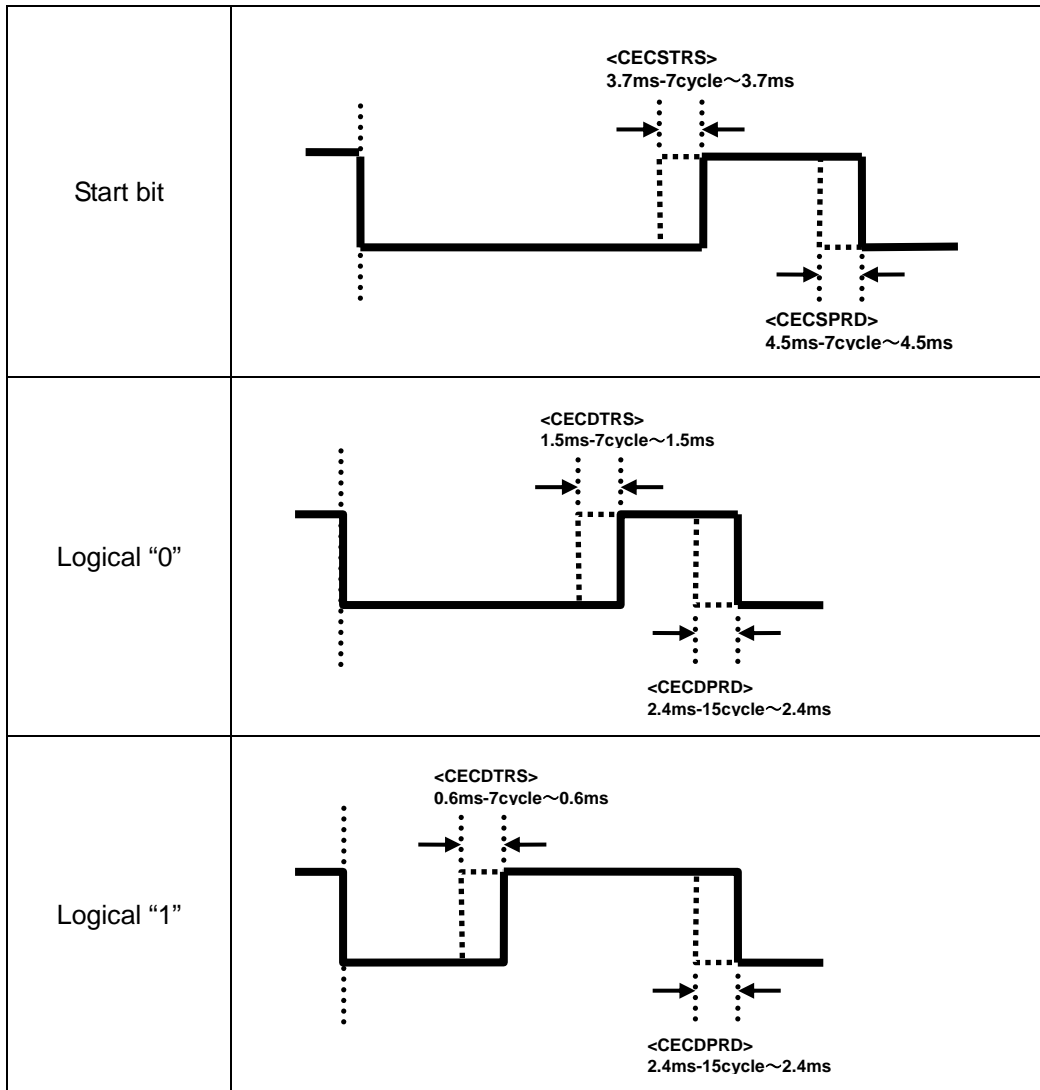 Start bit
<CECSTRS>
3.7ms-7cycle～3.7ms
<CECSPRD>
4.5ms-7cycle～4.5ms
Logical “0”
<CECDTRS>
1.5ms-7cycle～1.5ms
<CECDPRD>
2.4ms-15cycle～2.4ms
Logical “1”
<CECDTRS>
0.6ms-7cycle～0.6ms
<CECDPRD>
2.4ms-15cycle～2.4ms